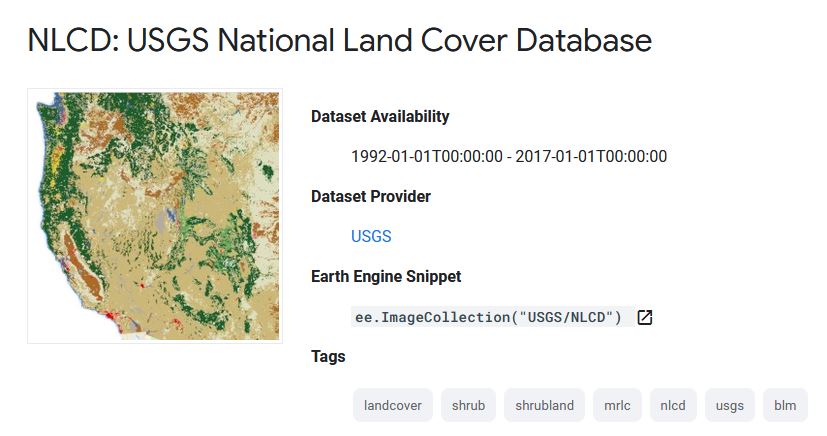 NLCD: USGS National Land Cover Database
Dataset Availability
1992-01-01T00:00:00 - 2017-01-01T00:00:00
Dataset Provider
USGS
Earth Engine Snippet
ee.ImageCollection("USGS/NLCD")
Tags
landcover shrub shrubland mrlc nlcd usgs blm